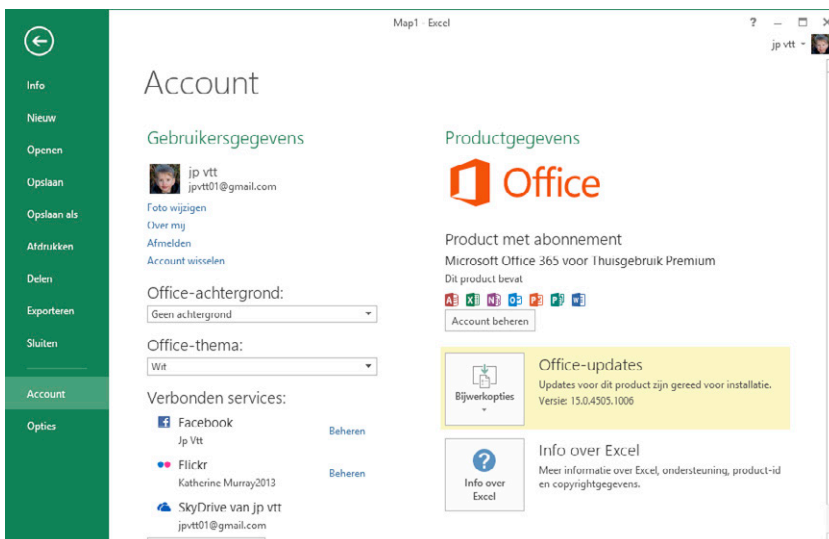 Map1 - Excel
?
jp vtt
Info
Nieuw
Openen
Opslaan
Opslaan als
Afdrukken
Delen
Exporteren
Sluiten
Account
Opties
Account
Gebruikersgegevens
jp vtt
jpvtt01@gmail.com
Foto wijzigen
Over mij
Afmelden
Account wisselen
Office-achtergrond:
Geen achtergrond
Office-thema:
Wit
Verbonden services:
Facebook
Jp Vtt
Beheren
Flickr
Katherine Murray2013
Beheren
SkyDrive van jp vtt
jpvtt01@gmail.com
Productgegevens
Office
Product met abonnement
Microsoft Office 365 voor Thuisgebruik Premium
Dit product bevat
Account beheren
Bijwerkopties
Office-updates
Updates voor dit product zijn gereed voor installatie.
Versie: 15.0.4505.1006
Info over
Excel
Info over Excel
Meer informatie over Excel, ondersteuning, product-id
en copyrightgegevens.